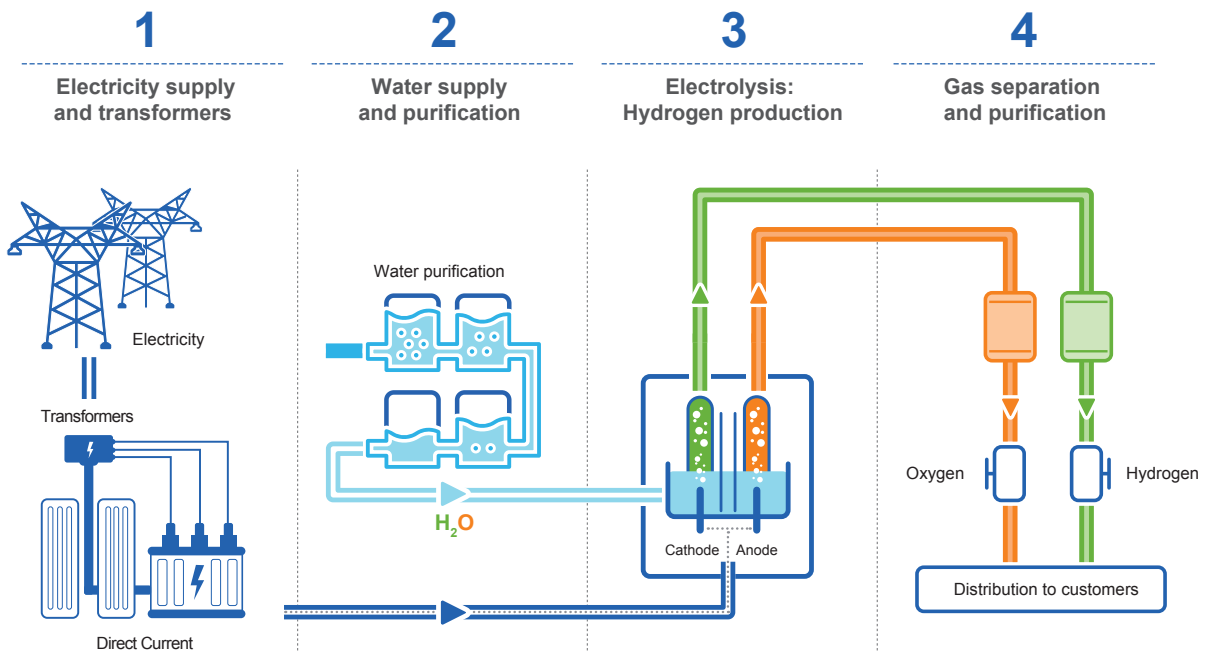 1
Electricity supply
and transformers
2
Water supply
and purification
3
Electrolysis:
Hydrogen production
4
Gas separation
and purification
Electricity
Transformers
Direct Current
Water purification
H₂O
Cathode
Anode
Oxygen
Hydrogen
Distribution to customers